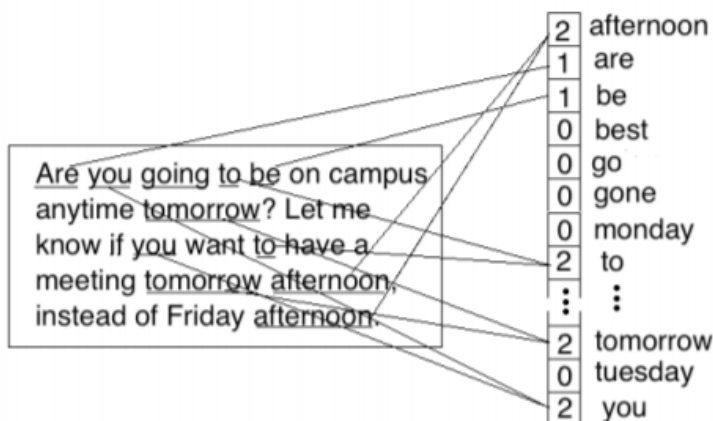 Are you going to be on campus
anytime tomorrow? Let me
know if you want to have a
meeting tomorrow afternoon,
instead of Friday afternoon.
2 afternoon
1 are
1 be
0 best
0 go
0 gone
0 monday
2 to
⋮ ⋮
2 tomorrow
0 tuesday
2 you